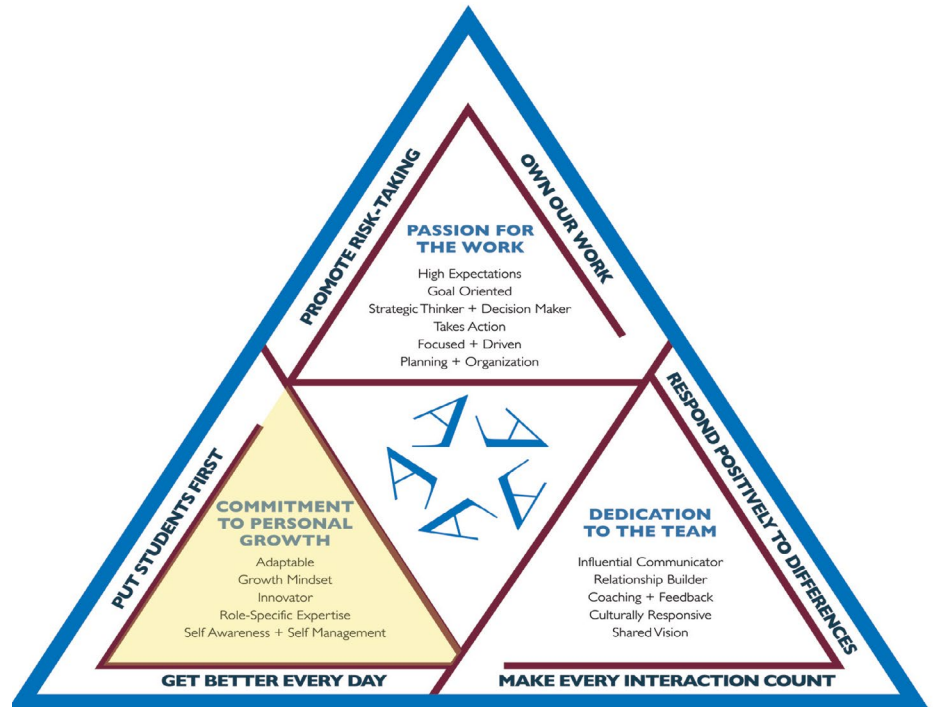 PROMOTE RISK-TAKING
OWN OUR WORK
PASSION FOR
THE WORK
High Expectations
Goal Oriented
Strategic Thinker + Decision Maker
Takes Action
Focused + Driven
Planning + Organization
PUT STUDENTS FIRST
COMMITMENT
TO PERSONAL
GROWTH
Adaptable
Growth Mindset
Innovator
Role-Specific Expertise
Self Awareness + Self Management
GET BETTER EVERY DAY
A
A
A
A
A
RESPOND POSITIVELY TO DIFFERENCES
DEDICATION
TO THE TEAM
Influential Communicator
Relationship Builder
Coaching + Feedback
Culturally Responsive
Shared Vision
MAKE EVERY INTERACTION COUNT